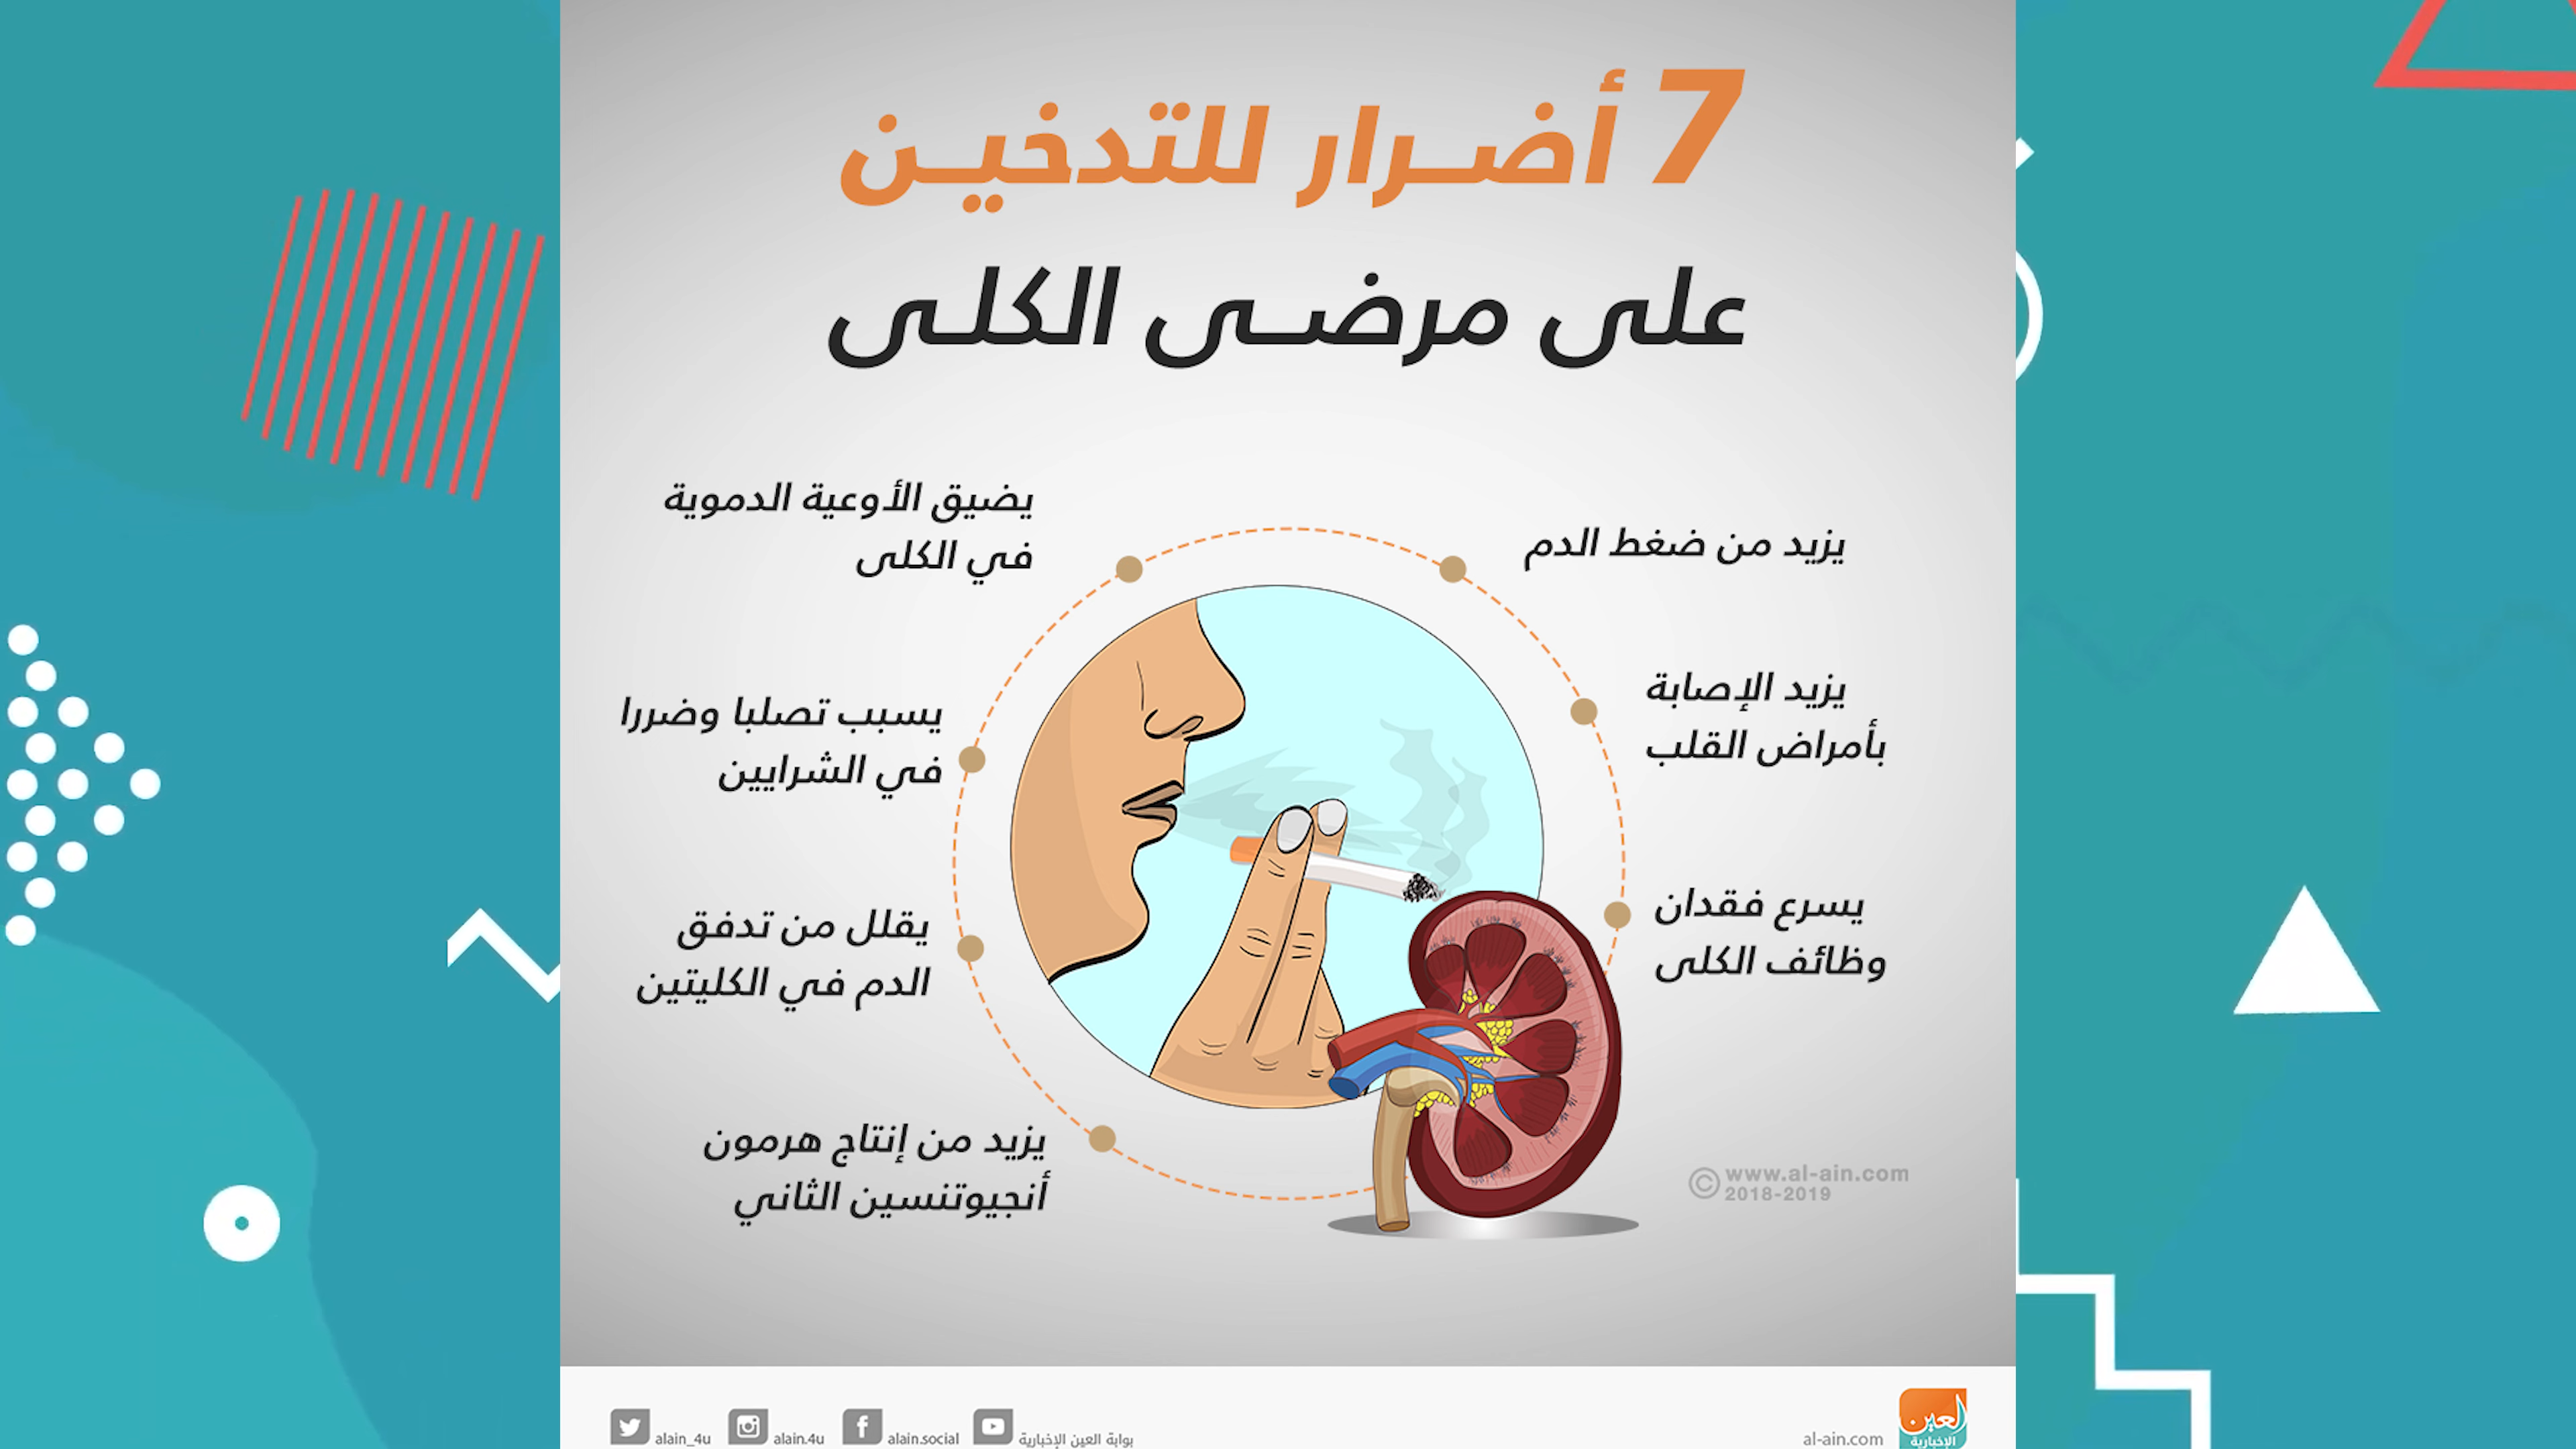 7 أضرار للتدخين
على مرضى الكلى
يزيد من ضغط الدم
يزيد الإصابة
بأمراض القلب
يسرع فقدان
وظائف الكلى
يضيق الأوعية الدموية
في الكلى
يسبب تصلبا وضررا
في الشرايين
يقلل من تدفق
الدم في الكليتين
يزيد من إنتاج هرمون
أنجيوتنسين الثاني
© www.al-ain.com
2018-2019
alain_4u alain.4u alain.social بوابة العين الإخبارية
al-ain.com
العين
الإخبارية